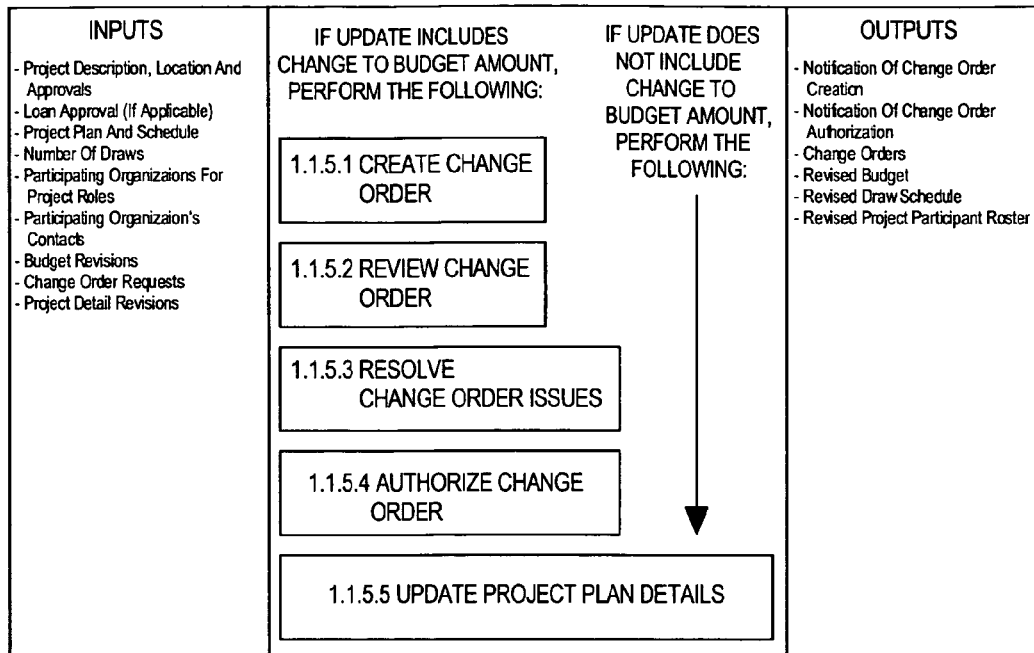 INPUTS
- Project Description, Location And
Approvals
- Loan Approval (If Applicable)
- Project Plan And Schedule
- Number Of Draws
- Participating Organizaions For
Project Roles
- Participating Organizaion's
Contacts
- Budget Revisions
- Change Order Requests
- Project Detail Revisions
IF UPDATE INCLUDES
CHANGE TO BUDGET AMOUNT,
PERFORM THE FOLLOWING:
1.1.5.1 CREATE CHANGE
ORDER
1.1.5.2 REVIEW CHANGE
ORDER
1.1.5.3 RESOLVE
CHANGE ORDER ISSUES
1.1.5.4 AUTHORIZE CHANGE
ORDER
IF UPDATE DOES
NOT INCLUDE
CHANGE TO
BUDGET AMOUNT,
PERFORM THE
FOLLOWING:
1.1.5.5 UPDATE PROJECT PLAN DETAILS
OUTPUTS
- Notification Of Change Order
Creation
- Notification Of Change Order
Authorization
- Change Orders
- Revised Budget
- Revised Draw Schedule
- Revised Project Participant Roster